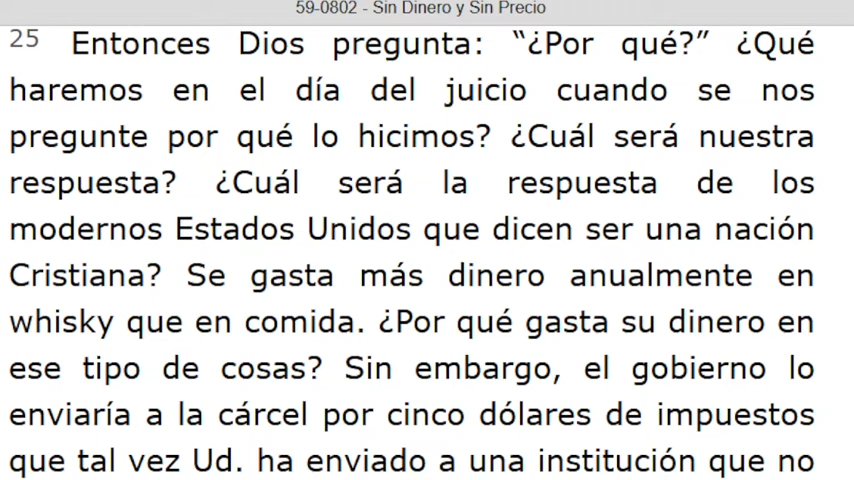 59-0802 - Sin Dinero y Sin Precio
25 Entonces Dios pregunta: “¿Por qué?” ¿Qué
haremos en el día del juicio cuando se nos
pregunte por qué lo hicimos? ¿Cuál será nuestra
respuesta? ¿Cuál será la respuesta de los
modernos Estados Unidos que dicen ser una nación
Cristiana? Se gasta más dinero anualmente en
whisky que en comida. ¿Por qué gasta su dinero en
ese tipo de cosas? Sin embargo, el gobierno lo
enviaría a la cárcel por cinco dólares de impuestos
que tal vez Ud. ha enviado a una institución que no